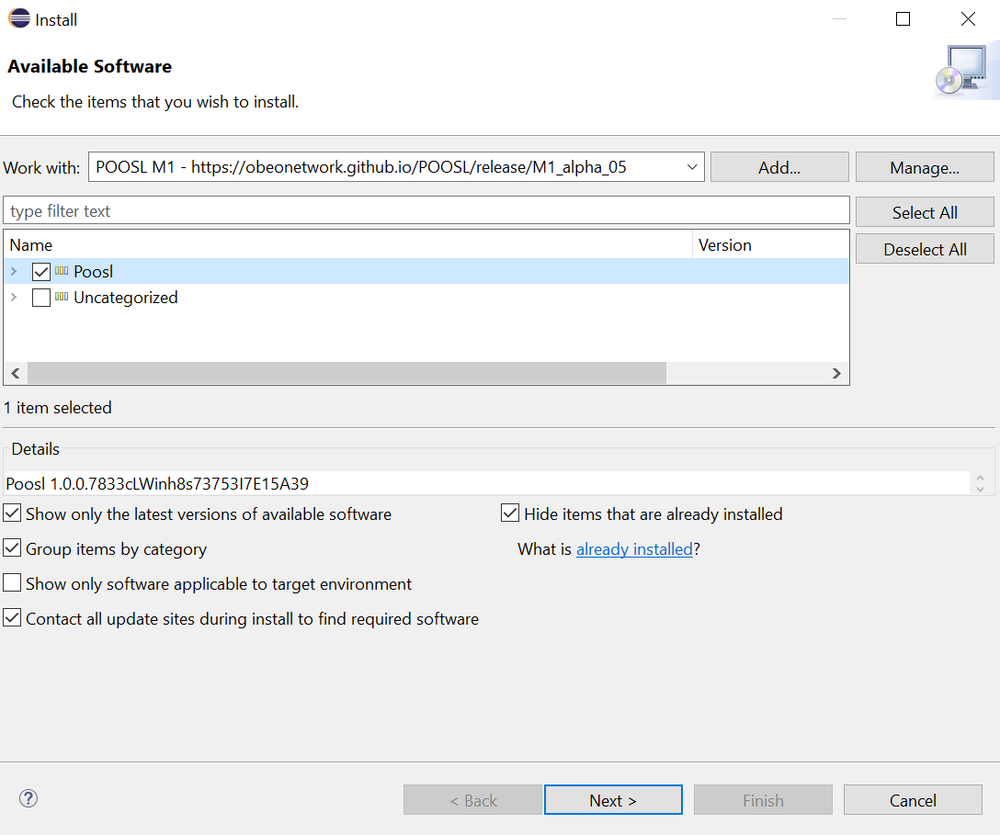 Install
Available Software
Check the items that you wish to install.
Work with: POOSL M1 - https://obeonetwork.github.io/POOSL/release/M1_alpha_05 Add... Manage...
type filter text Select All
Name Version Deselect All
Poosl
Uncategorized
1 item selected
Details
Poosl 1.0.0.7833cLWinh8s73753I7E15A39
Show only the latest versions of available software Hide items that are already installed
Group items by category What is already installed?
Show only software applicable to target environment
Contact all update sites during install to find required software
< Back Next > Finish Cancel